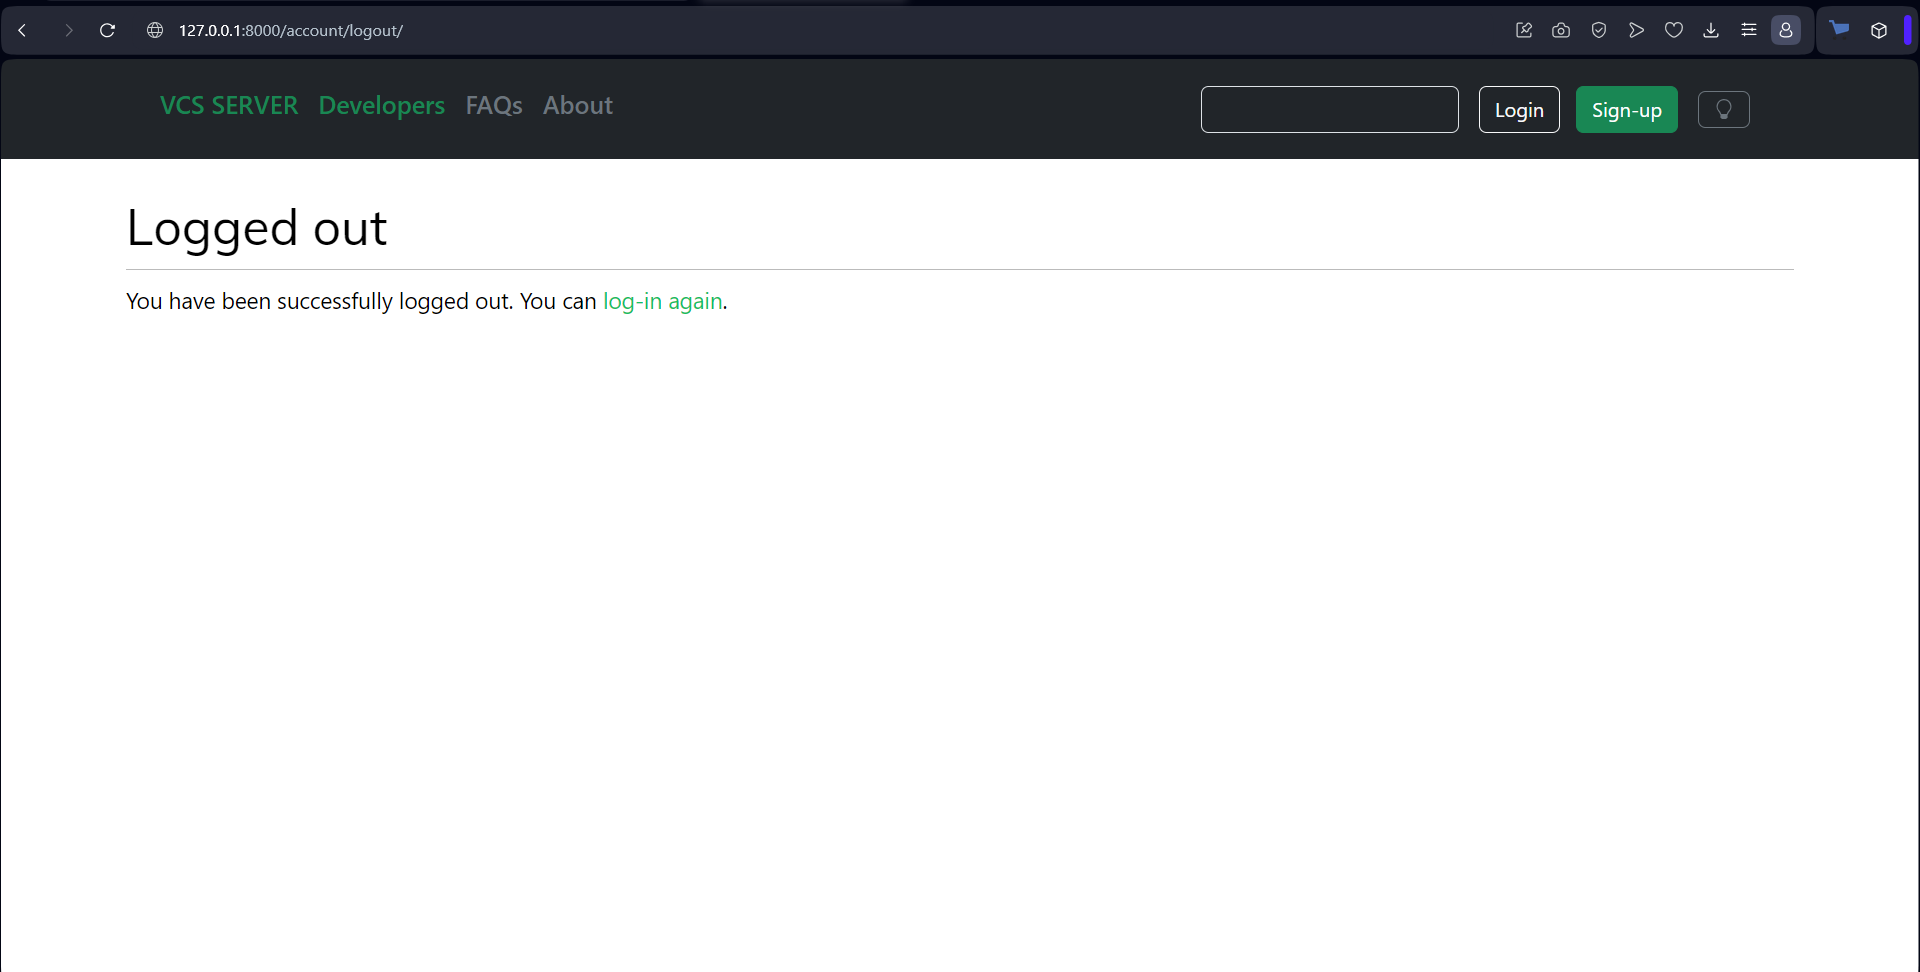 127.0.0.1:8000/account/logout/
VCS SERVER Developers FAQs About Login Sign-up
Logged out
You have been successfully logged out. You can log-in again.